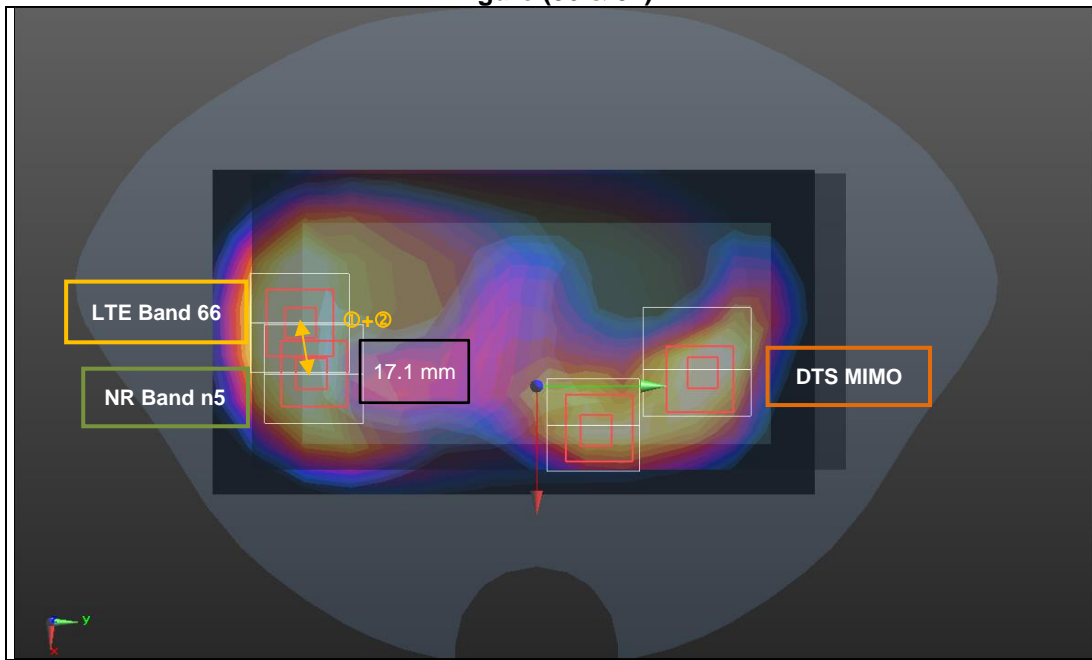 LTE Band 66
①+②
17.1 mm
NR Band n5
DTS MIMO
y
x